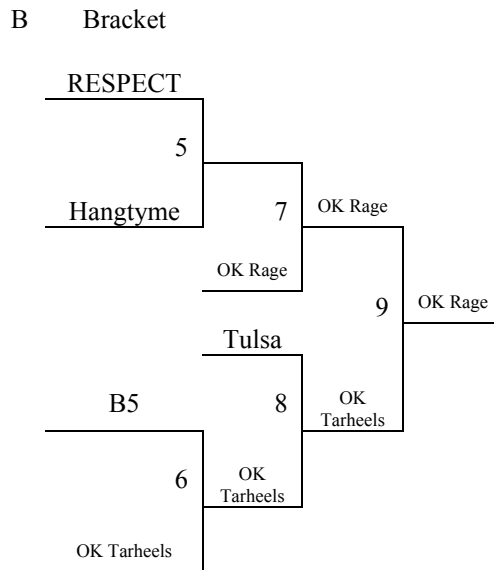 B Bracket
RESPECT
5
Hangtyme
7
OK Rage
OK Rage
9
OK Rage
Tulsa
B5
8
OK
Tarheels
6
OK
Tarheels
OK Tarheels